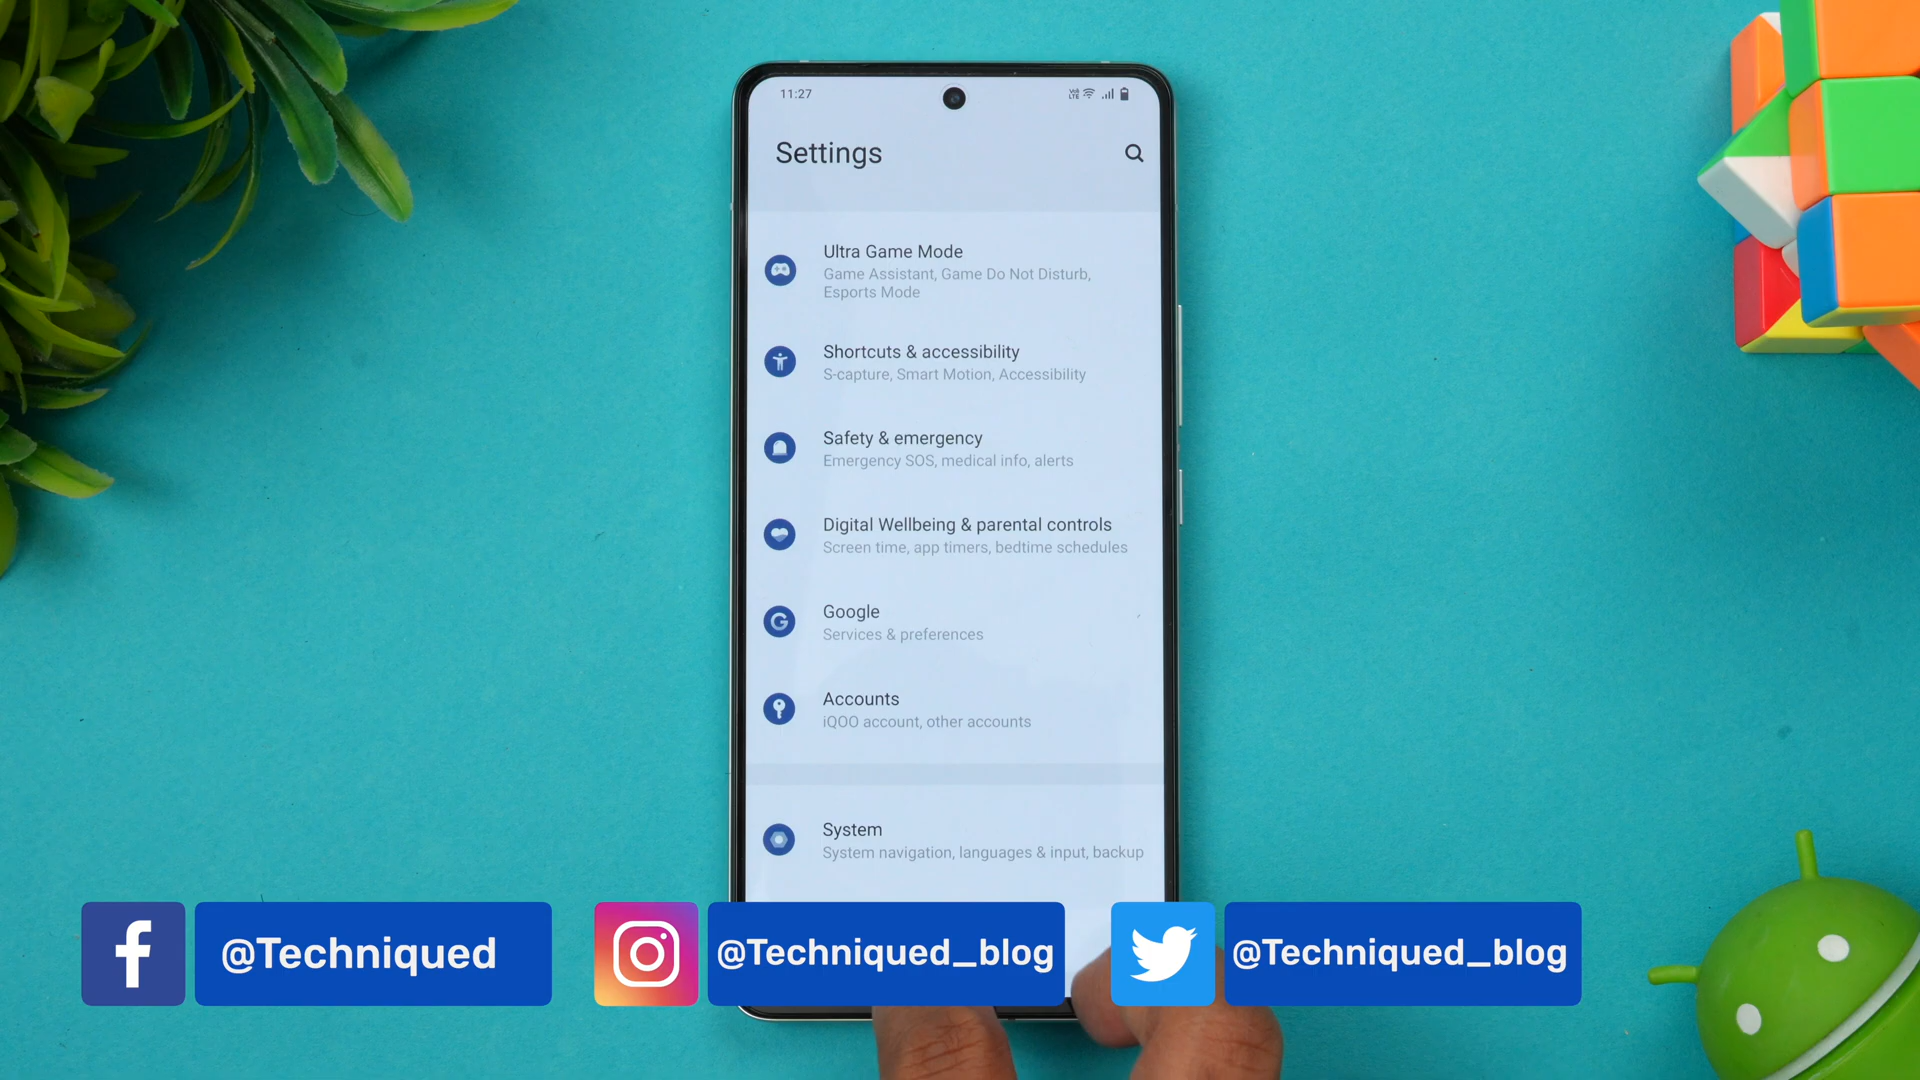 11:27
Vo LTE
Settings
Ultra Game Mode
Game Assistant, Game Do Not Disturb,
Esports Mode
Shortcuts & accessibility
S-capture, Smart Motion, Accessibility
Safety & emergency
Emergency SOS, medical info, alerts
Digital Wellbeing & parental controls
Screen time, app timers, bedtime schedules
Google
Services & preferences
Accounts
iQOO account, other accounts
System
System navigation, languages & input, backup
@Techniqued
@Techniqued_blog
@Techniqued_blog